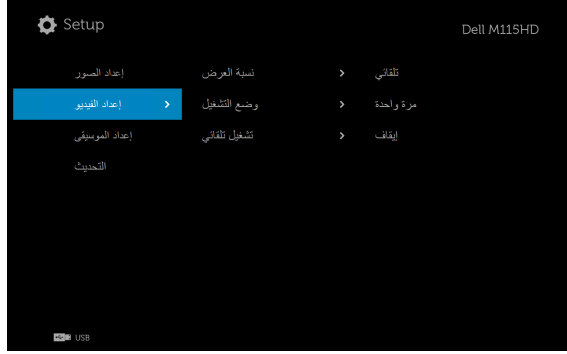 Setup
Dell M115HD
إعداد الصور
نسبة العرض
تلقائي
إعداد الفيديو
وضع التشغيل
مرة واحدة
إعداد الموسيقى
تشغيل تلقائي
إيقاف
التحديث
USB